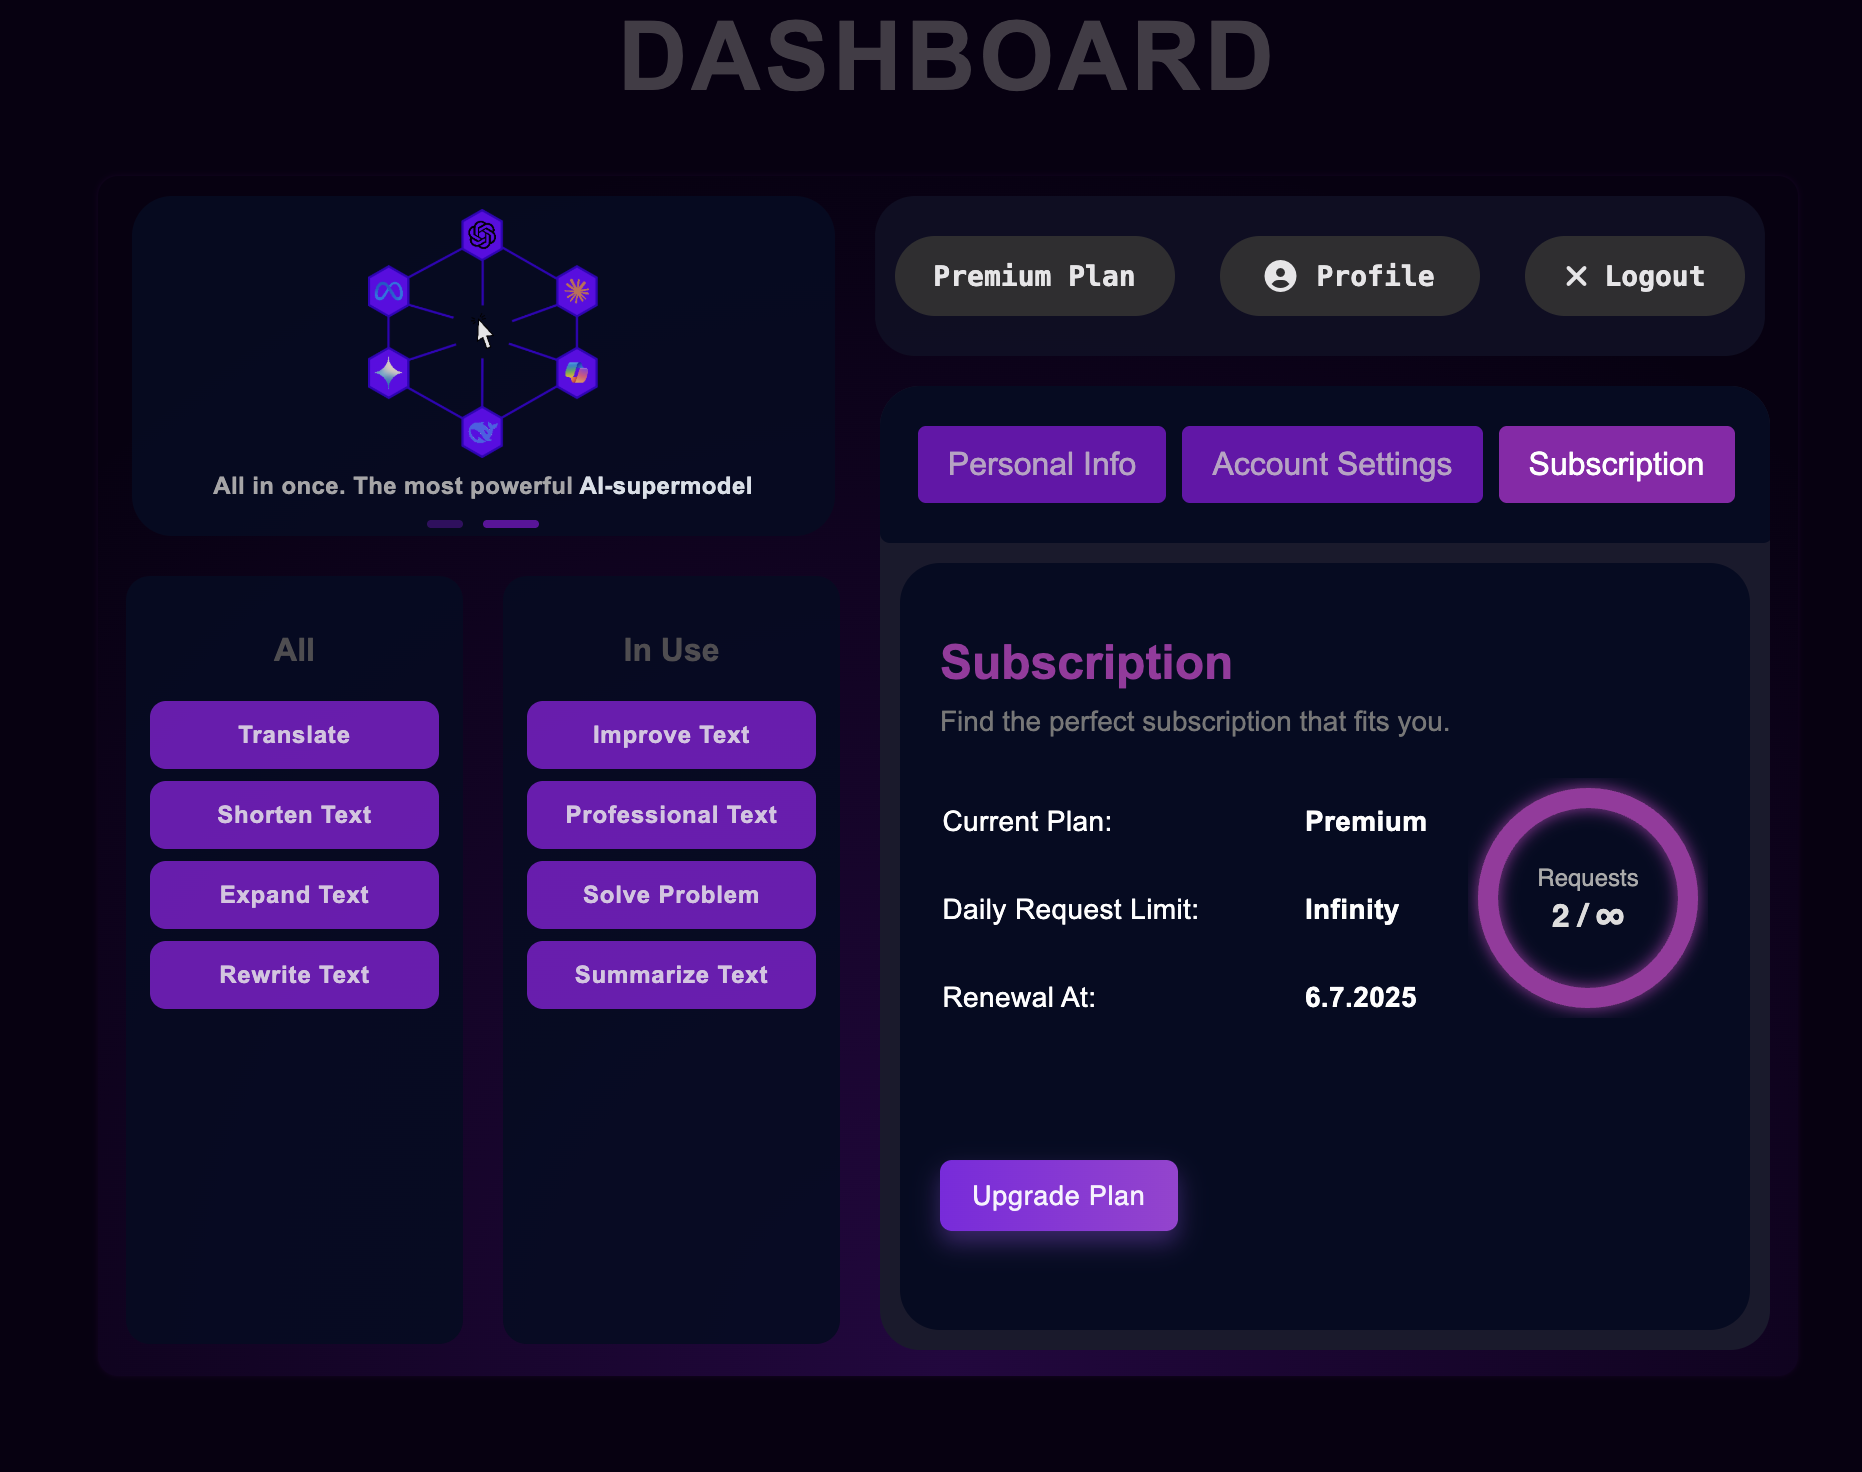 DASHBOARD
All in once. The most powerful AI-supermodel
Premium Plan
Profile
Logout
Personal Info
Account Settings
Subscription
All
Translate
Shorten Text
Expand Text
Rewrite Text
In Use
Improve Text
Professional Text
Solve Problem
Summarize Text
Subscription
Find the perfect subscription that fits you.
Current Plan: Premium
Daily Request Limit: Infinity
Renewal At: 6.7.2025
Requests
2 / ∞
Upgrade Plan